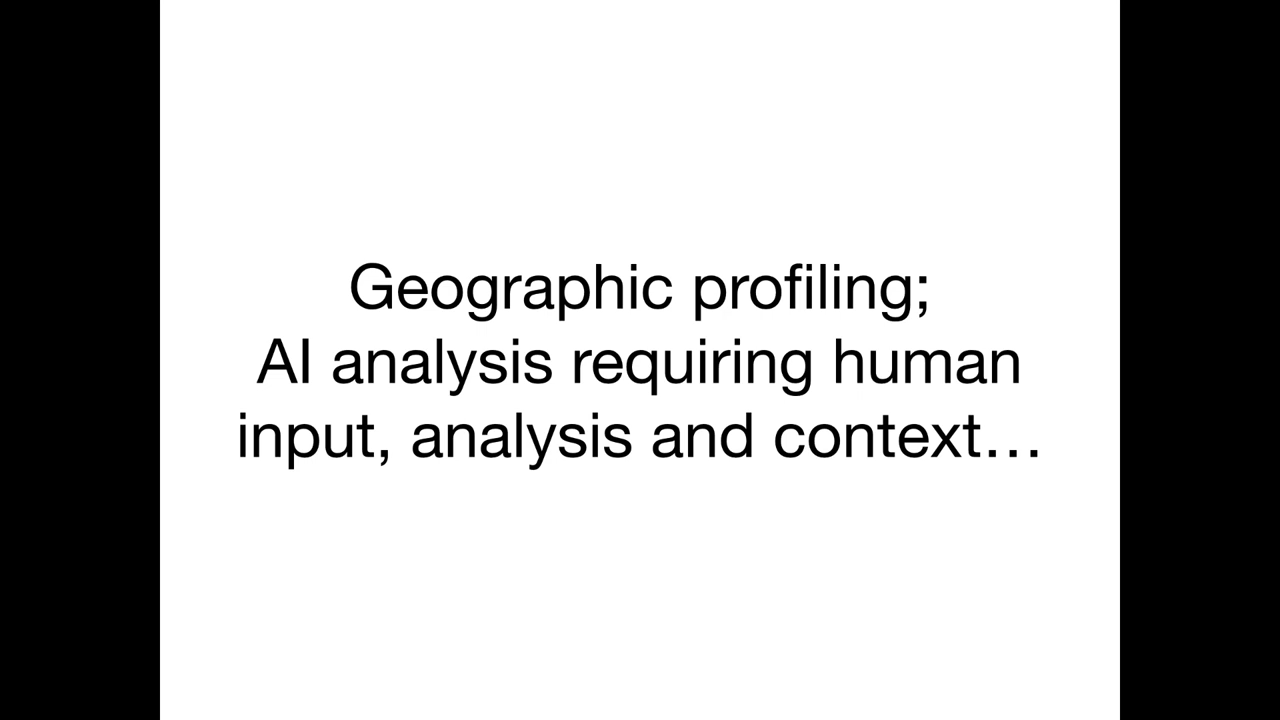 Geographic profiling;
AI analysis requiring human
input, analysis and context…